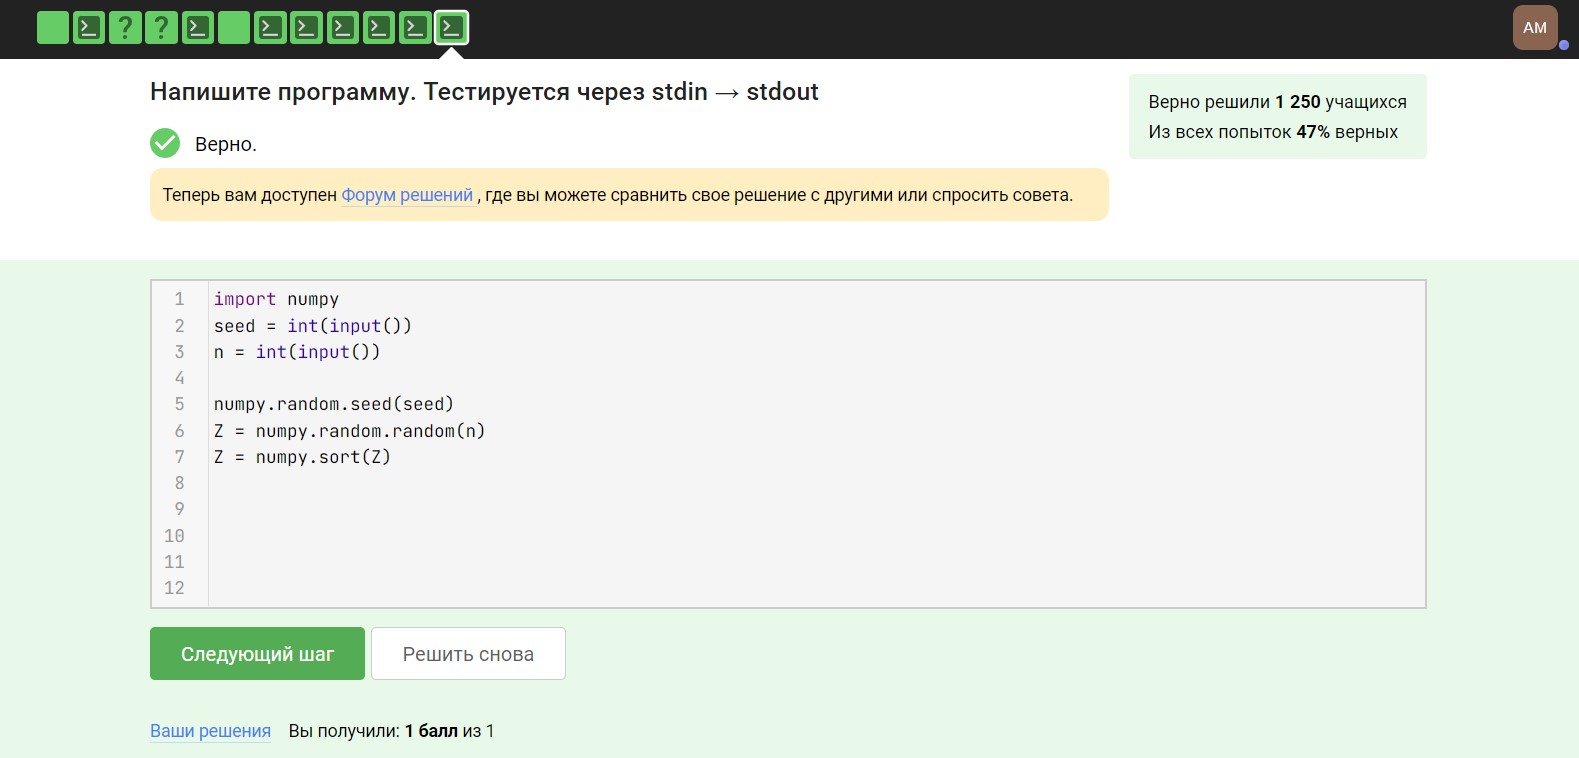 ? ?
AM
Напишите программу. Тестируется через stdin → stdout
Верно.
Теперь вам доступен Форум решений , где вы можете сравнить свое решение с другими или спросить совета.
Верно решили 1 250 учащихся
Из всех попыток 47% верных
1 import numpy
2 seed = int(input())
3 n = int(input())
4
5 numpy.random.seed(seed)
6 Z = numpy.random.random(n)
7 Z = numpy.sort(Z)
8
9
10
11
12
Следующий шаг Решить снова
Ваши решения Вы получили: 1 балл из 1